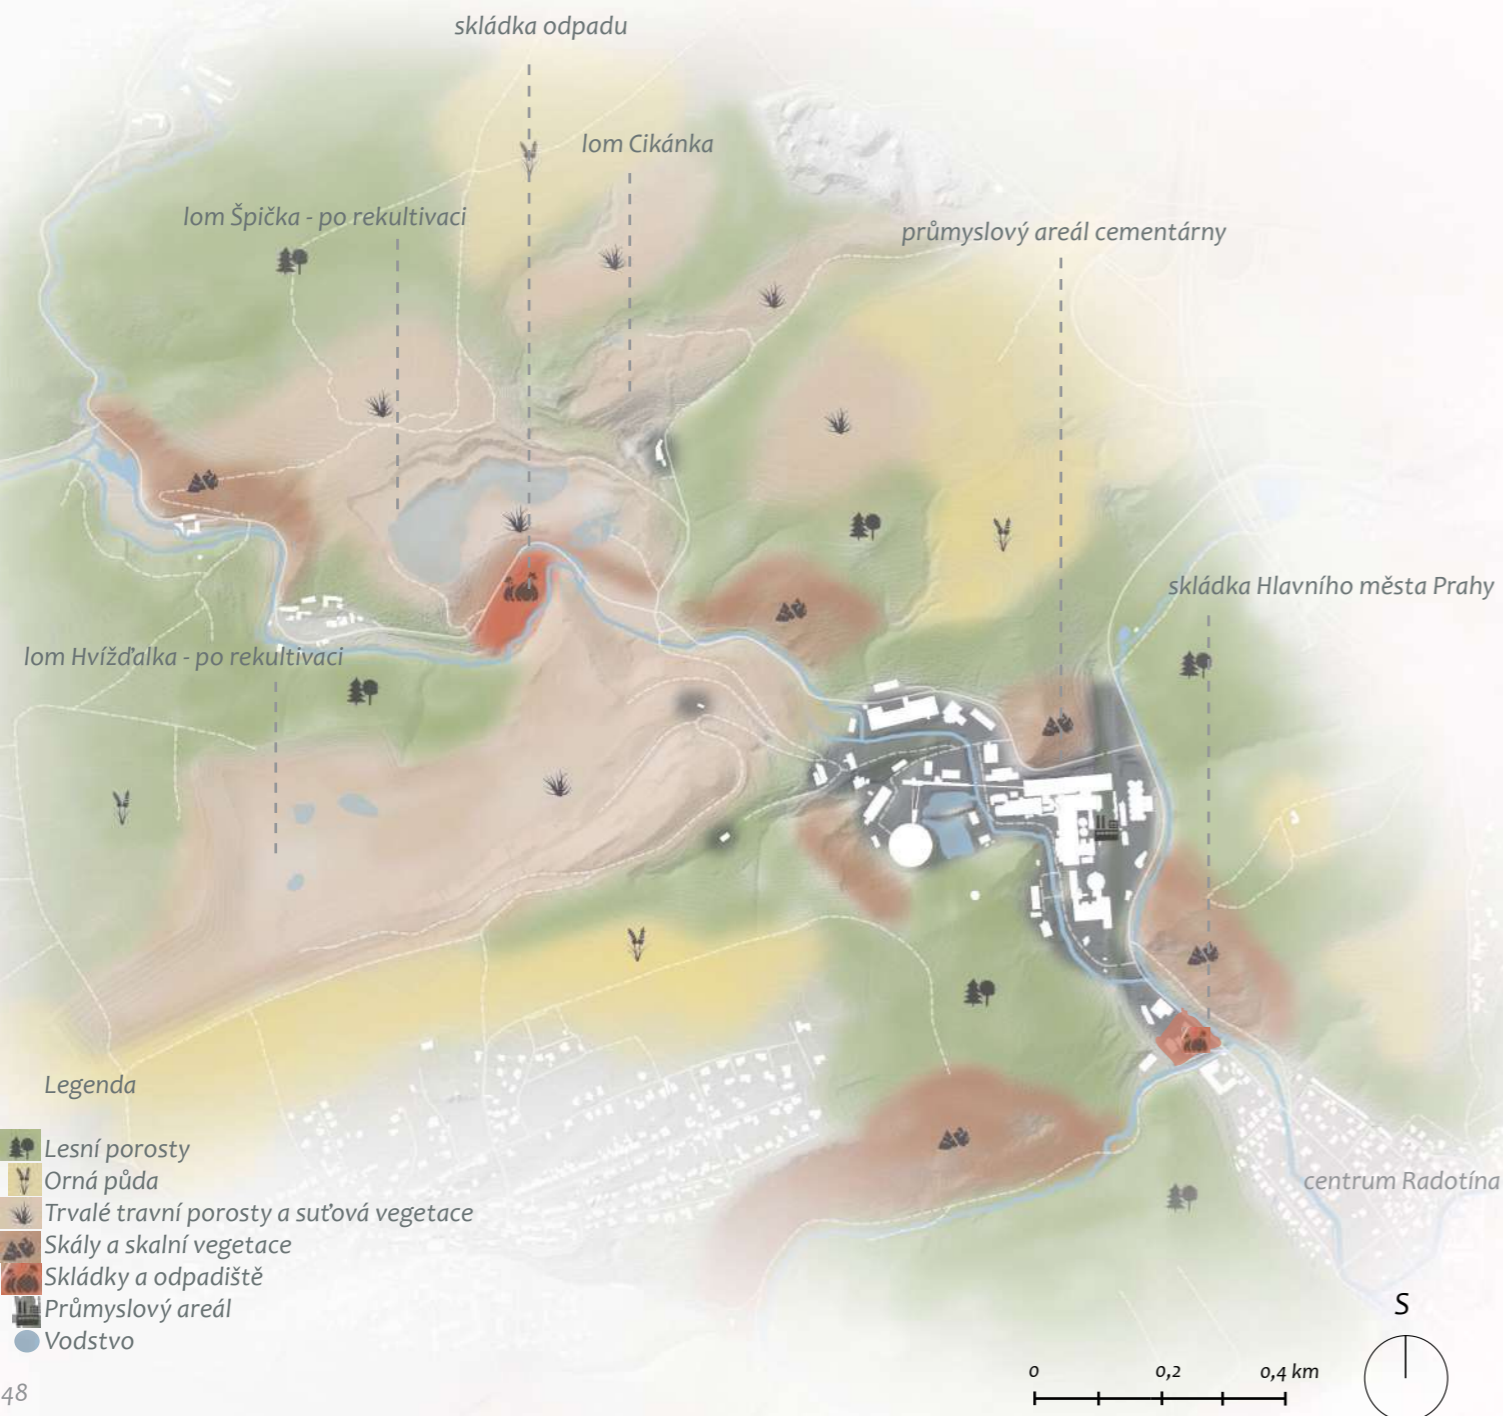 skládka odpadu
lom Cikánka
lom Špička - po rekultivaci
průmyslový areál cementárny
skládka Hlavního města Prahy
lom Hvížďalka - po rekultivaci
Legenda
Lesní porosty
Orná půda
Trvalé travní porosty a suťová vegetace
Skály a skalní vegetace
Skládky a odpadiště
Průmyslový areál
Vodstvo
centrum Radotína
S
0 0,2 0,4 km
48